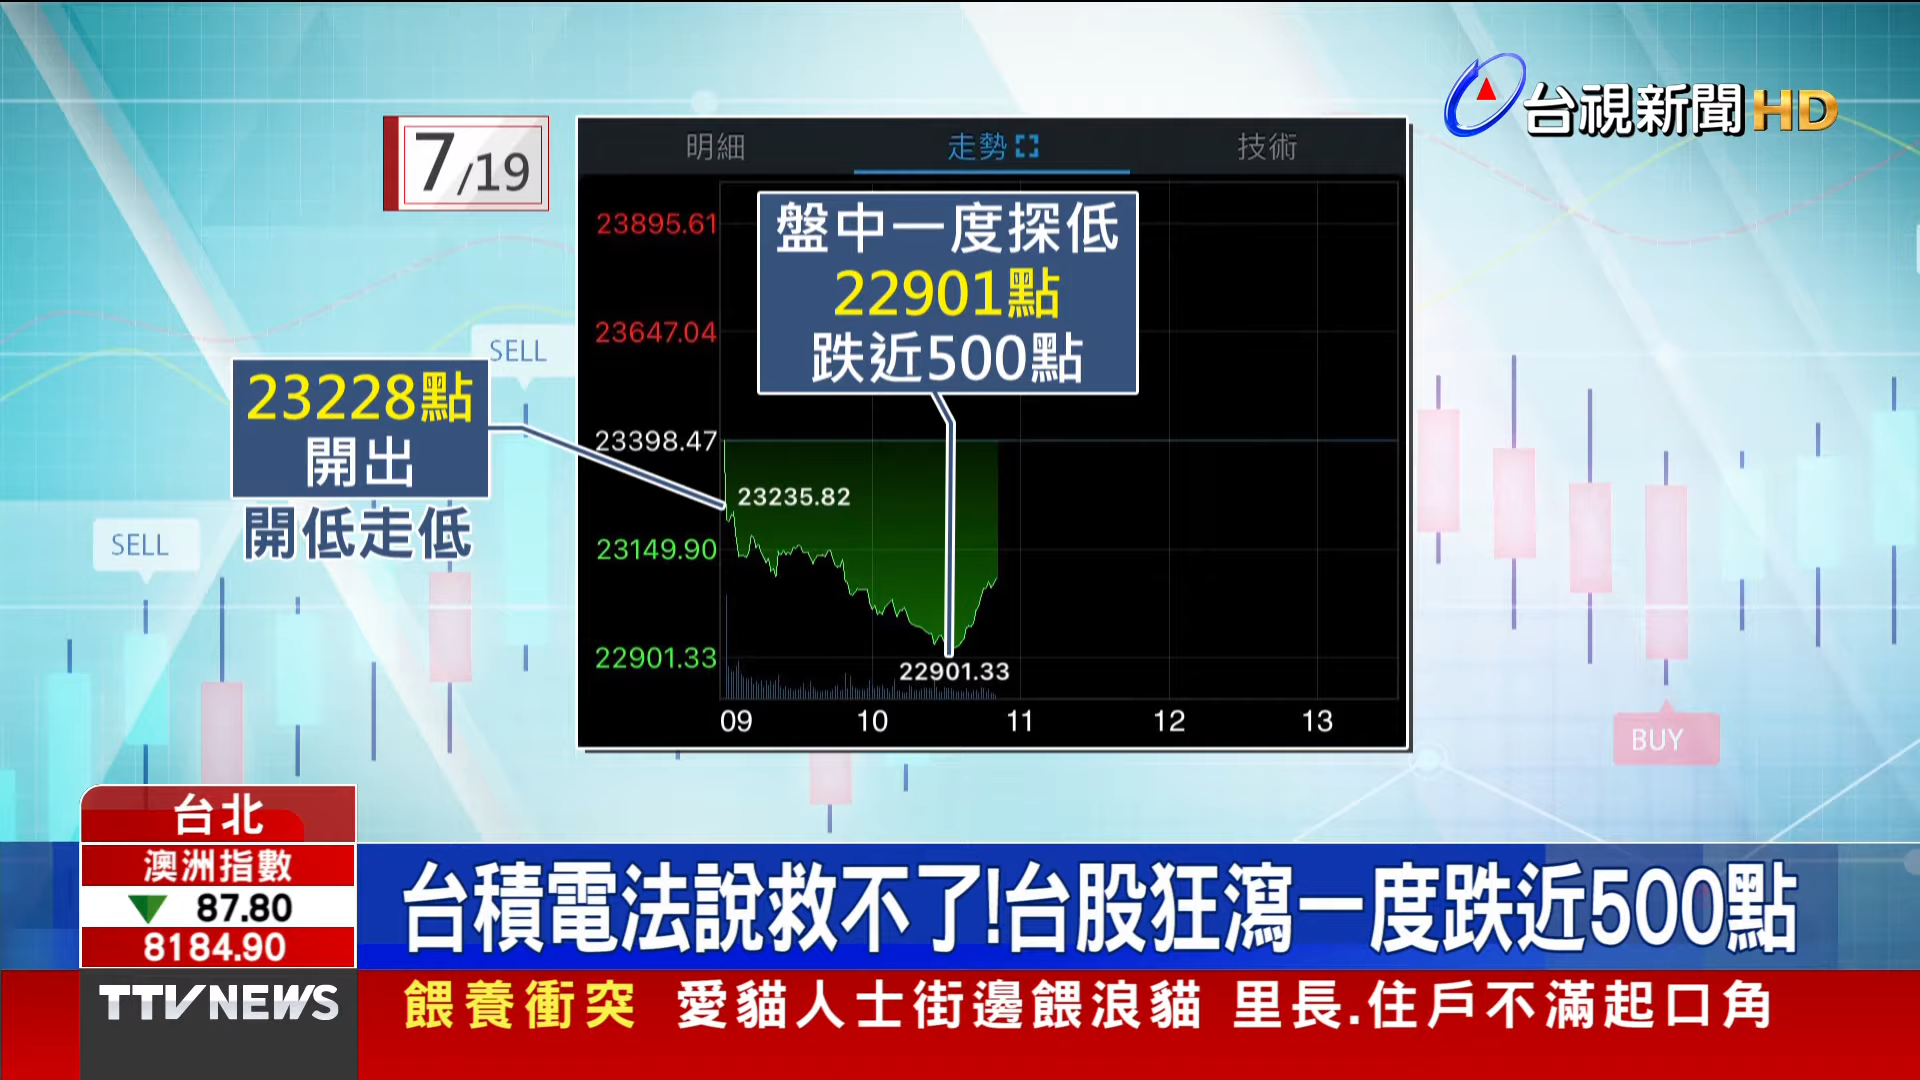 台視新聞HD
7/19
明細 走勢 技術
盤中一度探低
22901點
跌近500點
23895.61
23647.04
23398.47
23149.90
22901.33
SELL
23228點
開出
開低走低
SELL
23235.82
22901.33
09 10 11 12 13
BUY
台北
澳洲指數
▼ 87.80
8184.90
台積電法說救不了!台股狂瀉一度跌近500點
TTV NEWS
餵養衝突 愛貓人士街邊餵浪貓 里長.住戶不滿起口角